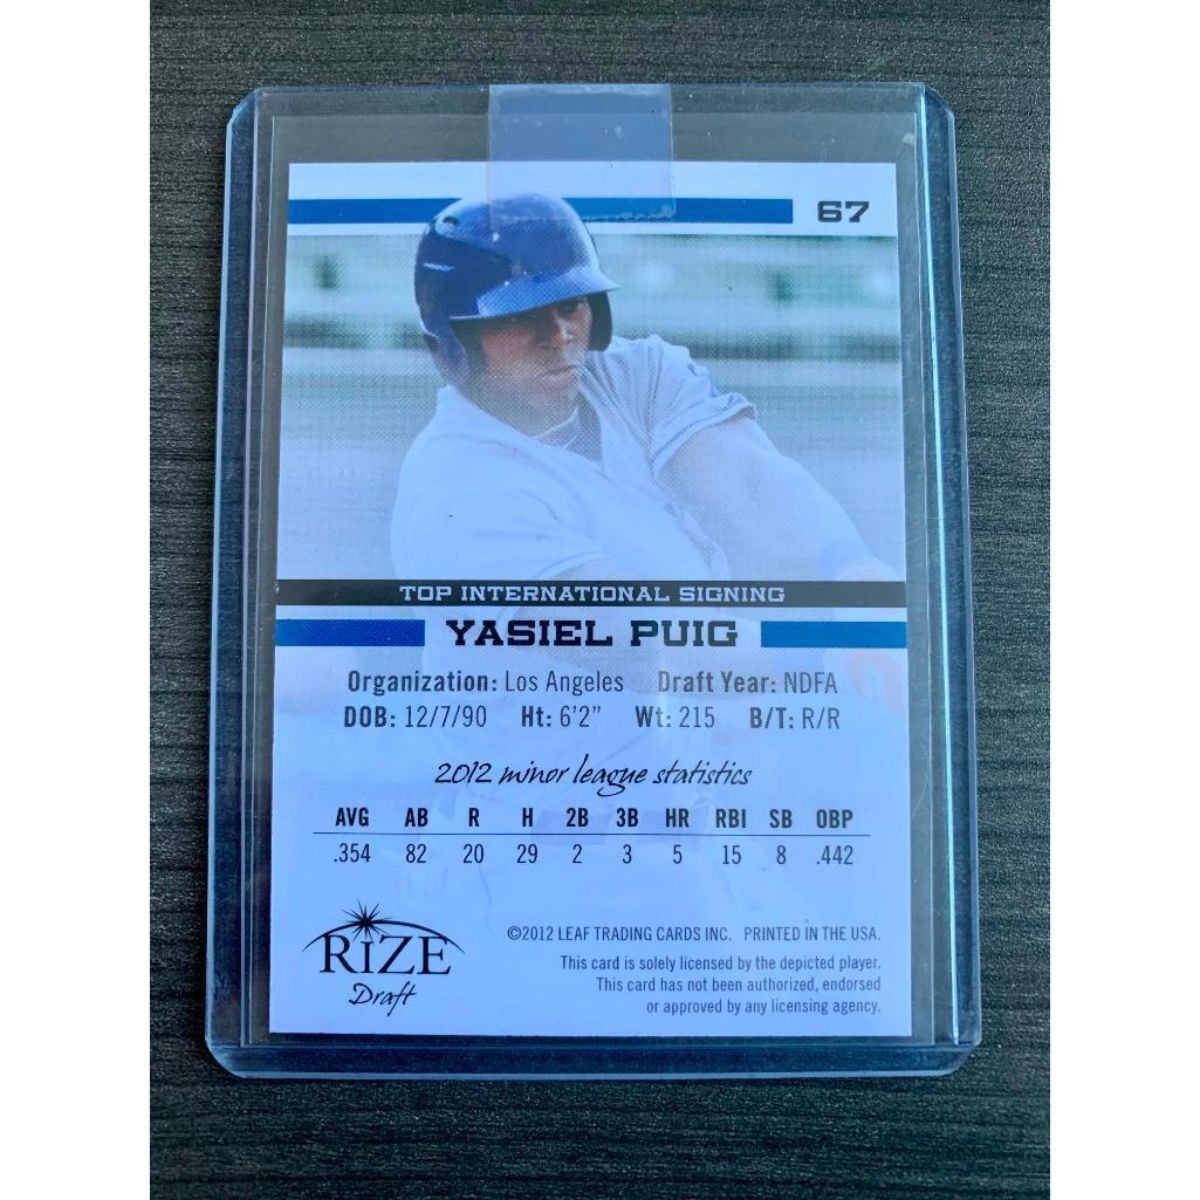 67
TOP INTERNATIONAL SIGNING
YASIEL PUIG
Organization: Los Angeles Draft Year: NDFA
DOB: 12/7/90 Ht: 6'2" Wt: 215 B/T: R/R
2012 minor league statistics
AVG AB R H 2B 3B HR RBI SB OBP
.354 82 20 29 2 3 5 15 8 .442
RIZE
Draft
©2012 LEAF TRADING CARDS INC. PRINTED IN THE USA.
This card is solely licensed by the depicted player.
This card has not been authorized, endorsed
or approved by any licensing agency.